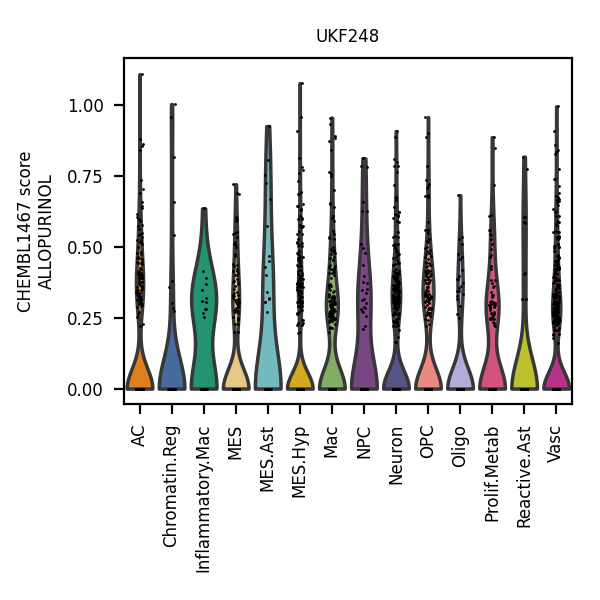 UKF248
CHEMBL1467 score
ALLOPURINOL
1.00
0.75
0.50
0.25
0.00
AC
Chromatin.Reg
Inflammatory.Mac
MES
MES.Ast
MES.Hyp
Mac
NPC
Neuron
OPC
Oligo
Prolif.Metab
Reactive.Ast
Vasc